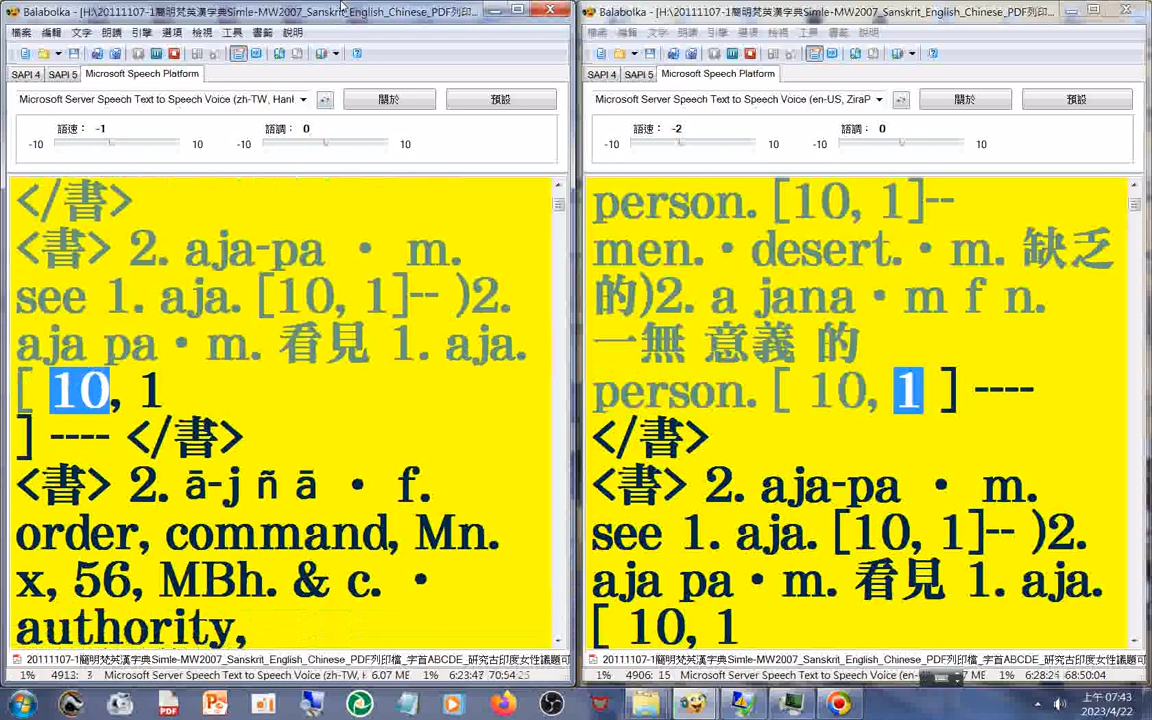 Balabolka - [H:\20111107-1簡明梵英漢字典Simle-MW2007_Sanskrit_English_Chinese_PDF列印...
檔案 編輯 文字 朗讀 引擎 選項 檢視 工具 書籤 說明
SAPI 4 SAPI 5 Microsoft Speech Platform
Microsoft Server Speech Text to Speech Voice (zh-TW, Hanl
關於 預設
語速： -1 語調： 0
-10 10 -10 10
</書>
<書> 2. aja-pa • m.
see 1. aja. [10, 1]-- )2.
aja pa • m. 看見 1. aja.
[ 10, 1
] ---- </書>
<書> 2. ā-j ñ ā • f.
order, command, Mn.
x, 56, MBh. & c. •
authority,
20111107-1簡明梵英漢字典Simle-MW2007_Sanskrit_English_Chinese_PDF列印檔_字首ABCDE_研究古印度女性議題可
1% 4913: 3 Microsoft Server Speech Text to Speech Voice (zh-TW, H 6.07 ME 1% 6:23:47 70:54:25
Balabolka - [H:\20111107-1簡明梵英漢字典Simle-MW2007_Sanskrit_English_Chinese_PDF列印...
檔案 編輯 文字 朗讀 引擎 選項 檢視 工具 書籤 說明
SAPI 4 SAPI 5 Microsoft Speech Platform
Microsoft Server Speech Text to Speech Voice (en-US, ZiraP
關於 預設
語速： -2 語調： 0
-10 10 -10 10
person. [10, 1]--
men. • desert. • m. 缺乏
的)2. a jana • m f n.
一無 意義 的
person. [ 10, 1 ] ----
</書>
<書> 2. aja-pa • m.
see 1. aja. [10, 1]-- )2.
aja pa • m. 看見 1. aja.
[ 10, 1
20111107-1簡明梵英漢字典Simle-MW2007_Sanskrit_English_Chinese_PDF列印檔_字首ABCDE_研究古印度女性議題可
1% 4906: 15 Microsoft Server Speech Text to Speech Voice 1% 6:28:24 68:50:04
上午 07:43
2023/4/22